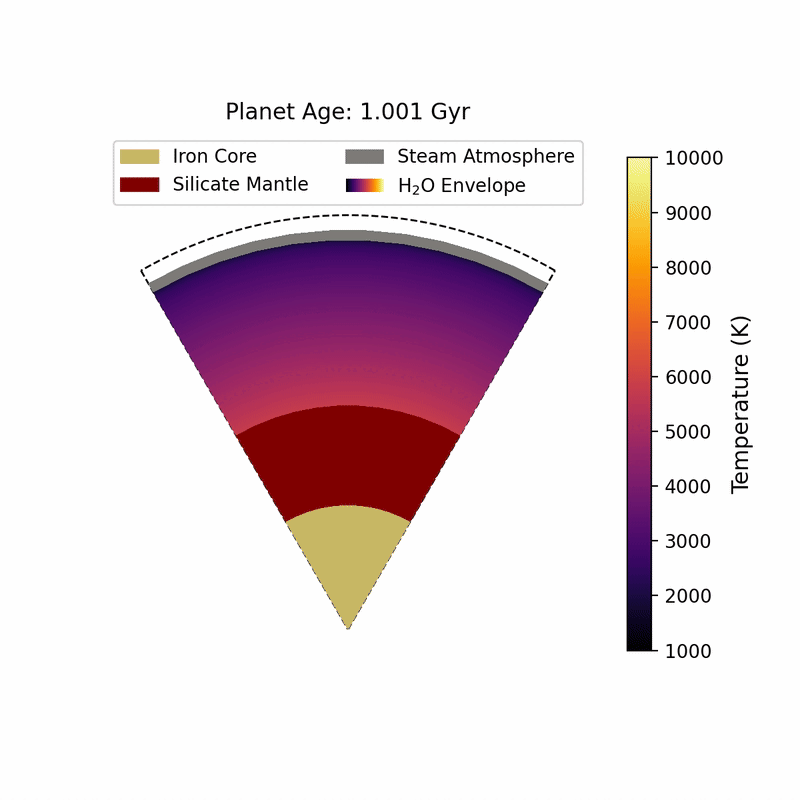 Planet Age: 1.001 Gyr
Iron Core
Steam Atmosphere
Silicate Mantle
H₂O Envelope
10000
9000
8000
7000
6000
5000
4000
3000
2000
1000
Temperature (K)